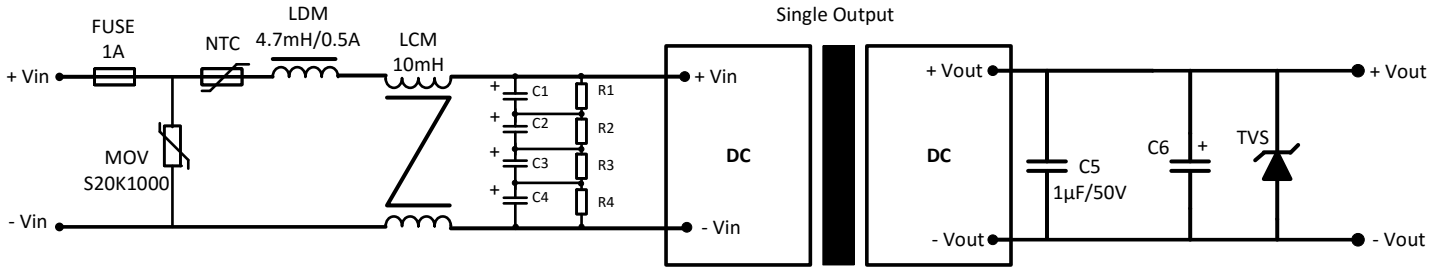 Single Output
FUSE
1A
NTC
LDM
4.7mH/0.5A
LCM
10mH
+ Vin
- Vin
MOV
S20K1000
+ C1
+ C2
+ C3
+ C4
R1
R2
R3
R4
+ Vin
- Vin
DC
DC
+ Vout
- Vout
C5
1μF/50V
C6 +
TVS
+ Vout
- Vout